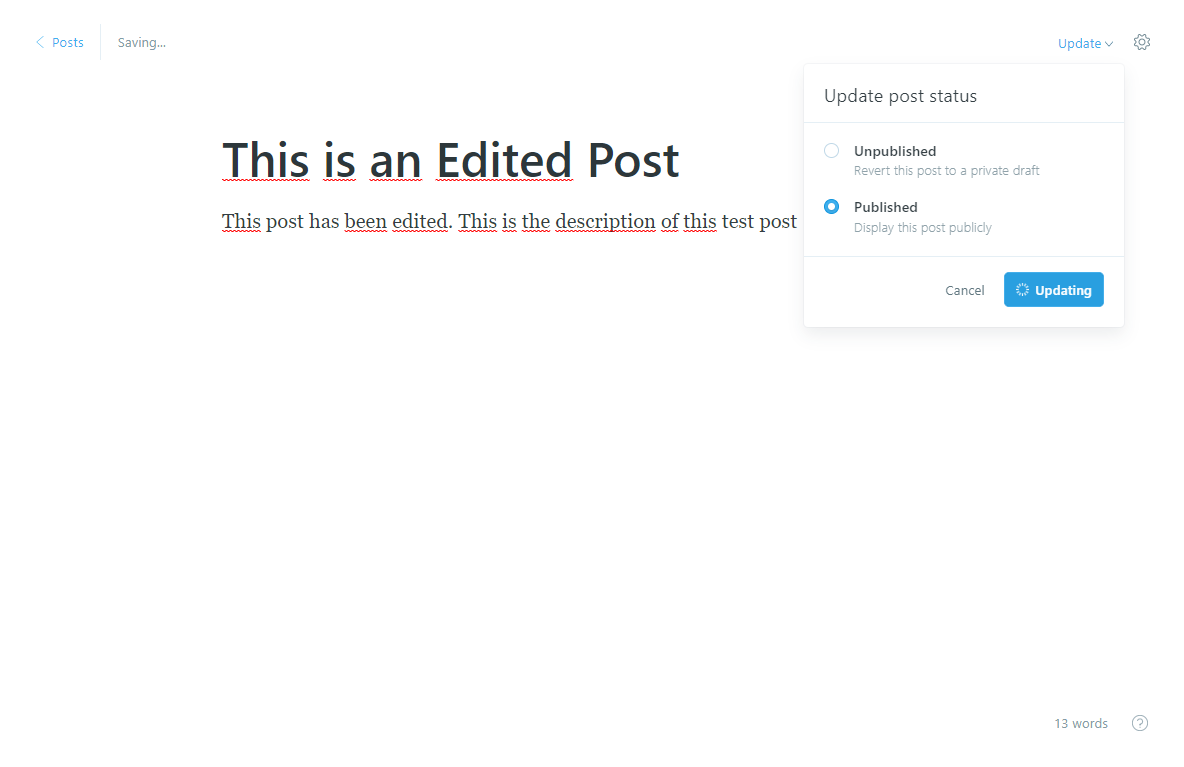 Posts
Saving...
Update
Update post status
Unpublished
Revert this post to a private draft
Published
Display this post publicly
Cancel
Updating
This is an Edited Post
This post has been edited. This is the description of this test post
13 words
?